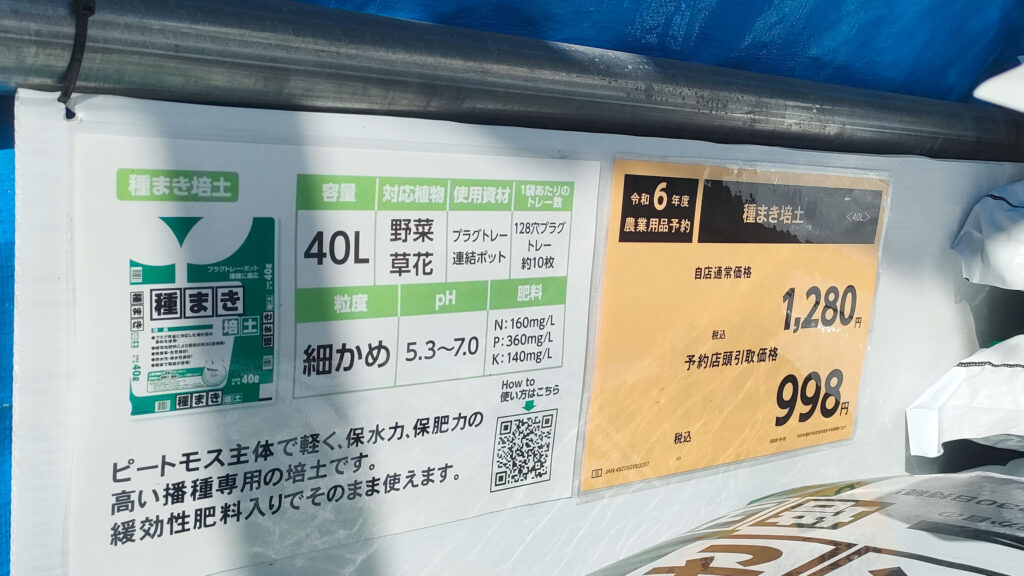 種まき培土
プラグトレー・ポット
種まき
培土
40ℓ
種まき培土
容量
対応植物
使用資材
1袋あたりの
トレー数
40L
野菜
草花
プラグトレー
連結ポット
128穴プラグ
トレー
約10枚
粒度
pH
肥料
細かめ
5.3~7.0
N:160mg/L
P:360mg/L
K:140mg/L
How to
使い方はこちら
ピートモス主体で軽く、保水力、保肥力の
高い播種専用の培土です。
緩効性肥料入りでそのまま使えます。
令和6年度
農業用品予約
種まき培土
<40L>
自店通常価格
1,280円
税込
予約店頭引取価格
998円
税込